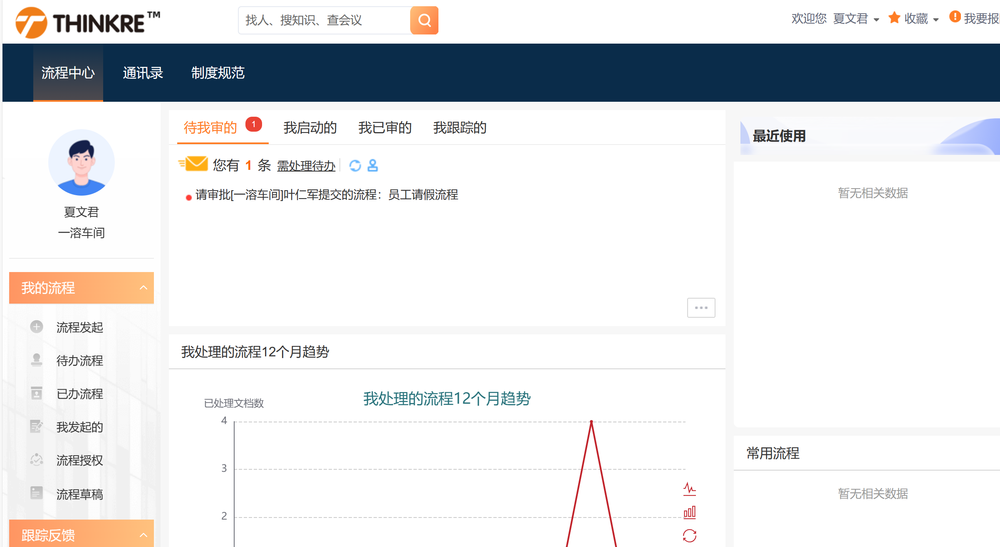 THINKRE™
找人、搜知识、查会议
欢迎您 夏文君 收藏 我要报
流程中心 通讯录 制度规范
夏文君
一溶车间
我的流程
流程发起
待办流程
已办流程
我发起的
流程授权
流程草稿
跟踪反馈
待我审的 1 我启动的 我已审的 我跟踪的
您有 1 条 需处理待办
请审批[一溶车间]叶仁军提交的流程：员工请假流程
我处理的流程12个月趋势
我处理的流程12个月趋势
已处理文档数
4
3
2
最近使用
暂无相关数据
常用流程
暂无相关数据